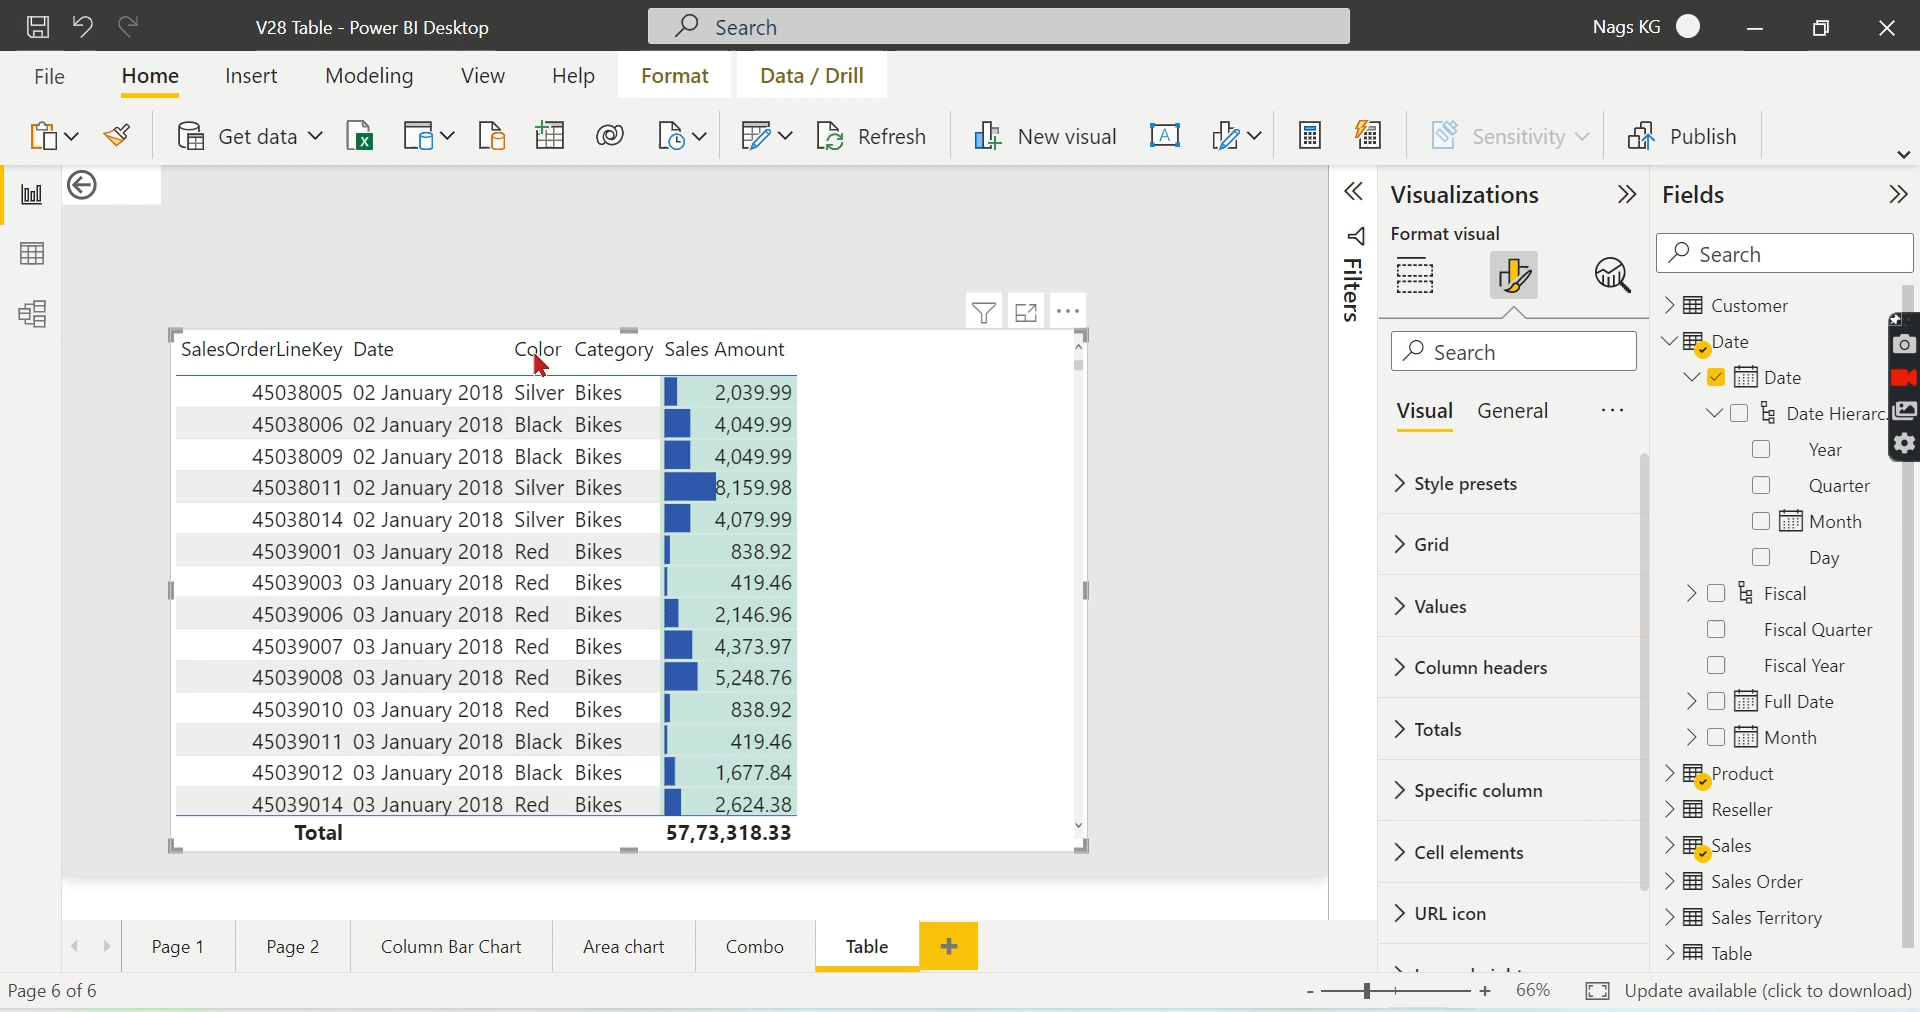 V28 Table - Power BI Desktop
Search
Nags KG
File Home Insert Modeling View Help Format Data / Drill
Get data Refresh New visual Sensitivity Publish
SalesOrderLineKey Date Color Category Sales Amount
45038005 02 January 2018 Silver Bikes 2,039.99
45038006 02 January 2018 Black Bikes 4,049.99
45038009 02 January 2018 Black Bikes 4,049.99
45038011 02 January 2018 Silver Bikes 8,159.98
45038014 02 January 2018 Silver Bikes 4,079.99
45039001 03 January 2018 Red Bikes 838.92
45039003 03 January 2018 Red Bikes 419.46
45039006 03 January 2018 Red Bikes 2,146.96
45039007 03 January 2018 Red Bikes 4,373.97
45039008 03 January 2018 Red Bikes 5,248.76
45039010 03 January 2018 Red Bikes 838.92
45039011 03 January 2018 Black Bikes 419.46
45039012 03 January 2018 Black Bikes 1,677.84
45039014 03 January 2018 Red Bikes 2,624.38
Total 57,73,318.33
Filters
Visualizations
Format visual
Search
Visual General
Style presets
Grid
Values
Column headers
Totals
Specific column
Cell elements
URL icon
Fields
Search
Customer
Date
Date
Date Hierarc.
Year
Quarter
Month
Day
Fiscal
Fiscal Quarter
Fiscal Year
Full Date
Month
Product
Reseller
Sales
Sales Order
Sales Territory
Table
Page 1 Page 2 Column Bar Chart Area chart Combo Table
Page 6 of 6
- + 66% Update available (click to download)